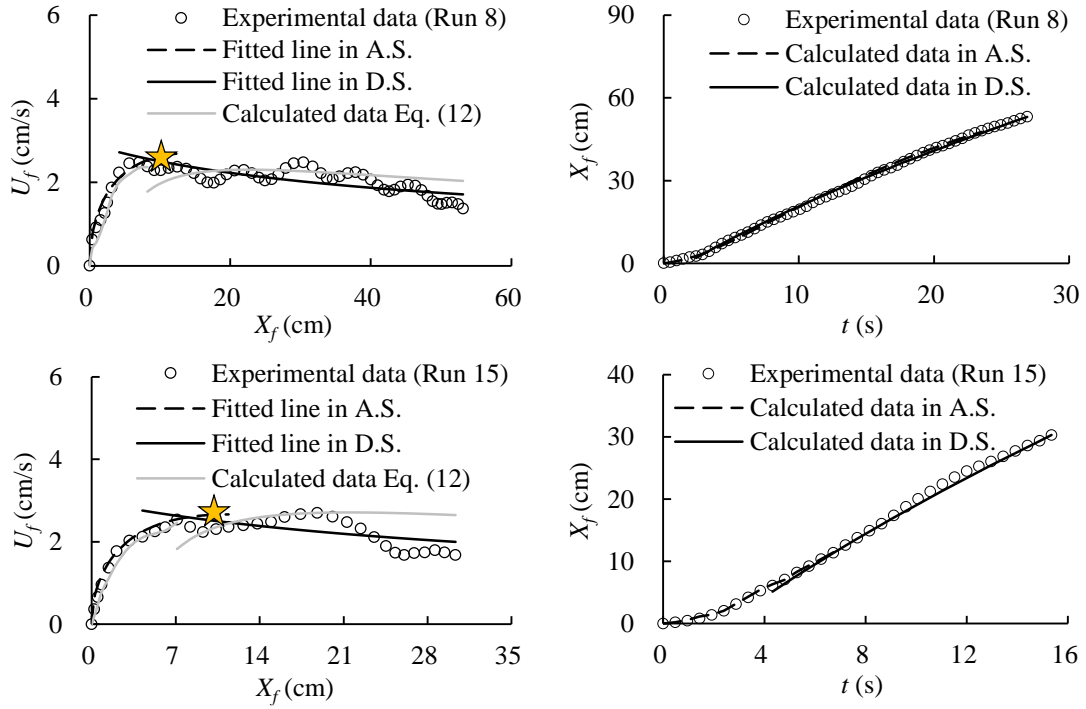 Experimental data (Run 8)
Fitted line in A.S.
Fitted line in D.S.
Calculated data Eq. (12)
U_f (cm/s)
6
4
2
0
0 20 40 60
X_f (cm)
Experimental data (Run 8)
Calculated data in A.S.
Calculated data in D.S.
X_f (cm)
90
60
30
0
0 10 20 30
t (s)
Experimental data (Run 15)
Fitted line in A.S.
Fitted line in D.S.
Calculated data Eq. (12)
U_f (cm/s)
6
4
2
0
0 7 14 21 28 35
X_f (cm)
Experimental data (Run 15)
Calculated data in A.S.
Calculated data in D.S.
X_f (cm)
40
30
20
10
0
0 4 8 12 16
t (s)